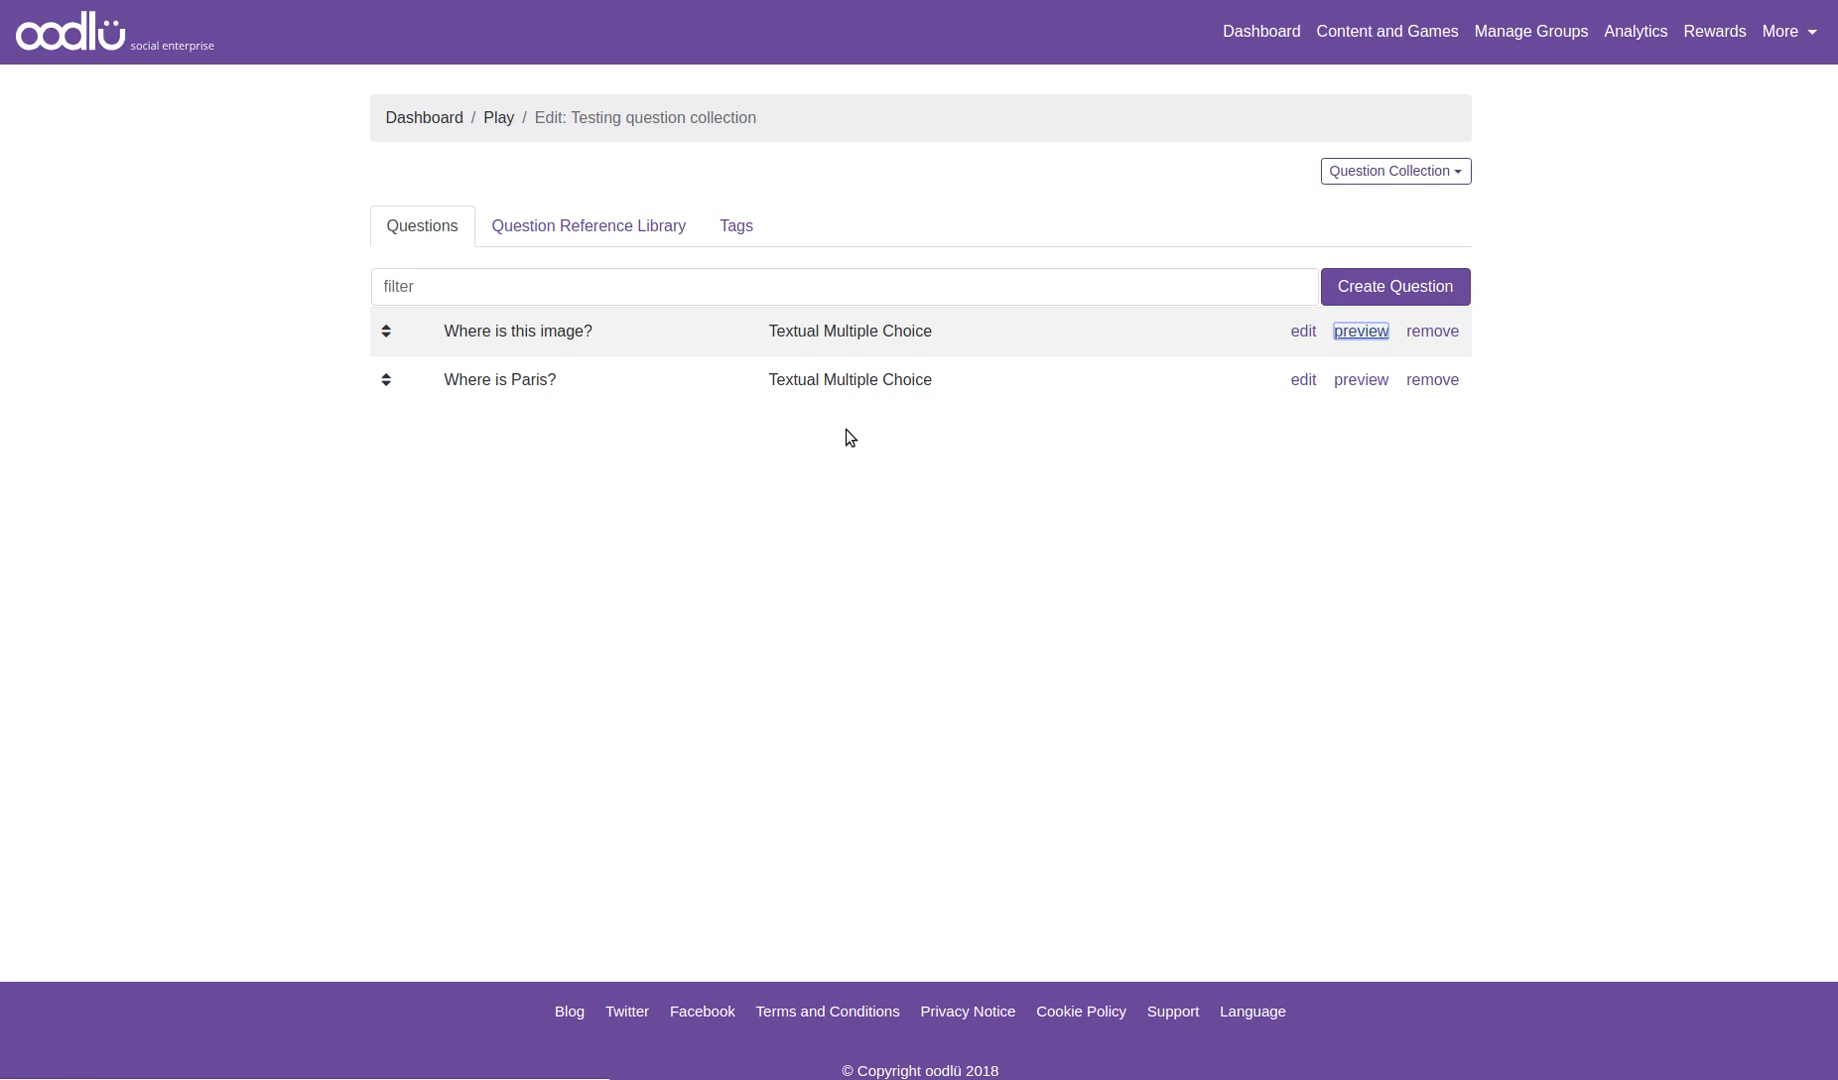 oodlü social enterprise
Dashboard Content and Games Manage Groups Analytics Rewards More
Dashboard / Play / Edit: Testing question collection
Question Collection
Questions Question Reference Library Tags
filter Create Question
Where is this image? Textual Multiple Choice edit preview remove
Where is Paris? Textual Multiple Choice edit preview remove
Blog Twitter Facebook Terms and Conditions Privacy Notice Cookie Policy Support Language
© Copyright oodlü 2018